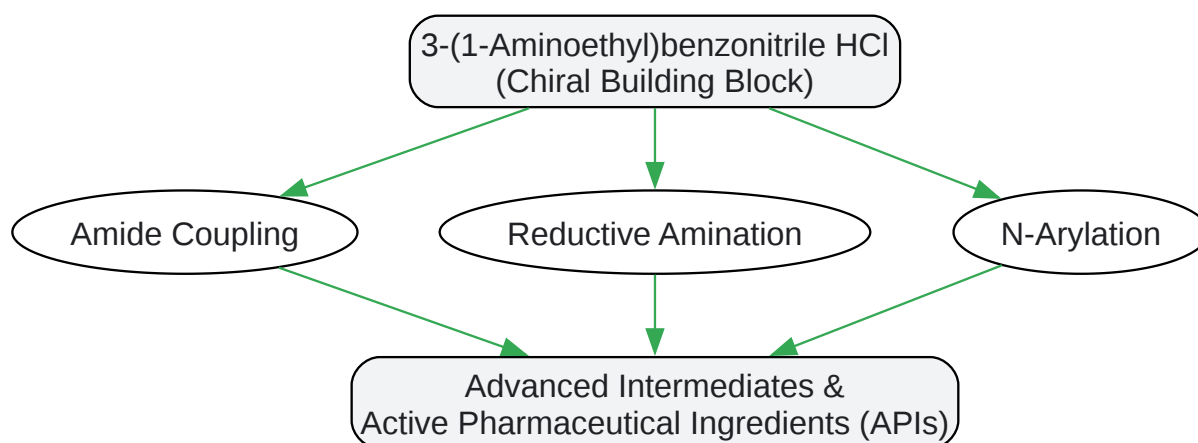 3-(1-Aminoethyl)benzonitrile HCl
(Chiral Building Block)
Amide Coupling
Reductive Amination
N-Arylation
Advanced Intermediates &
Active Pharmaceutical Ingredients (APIs)